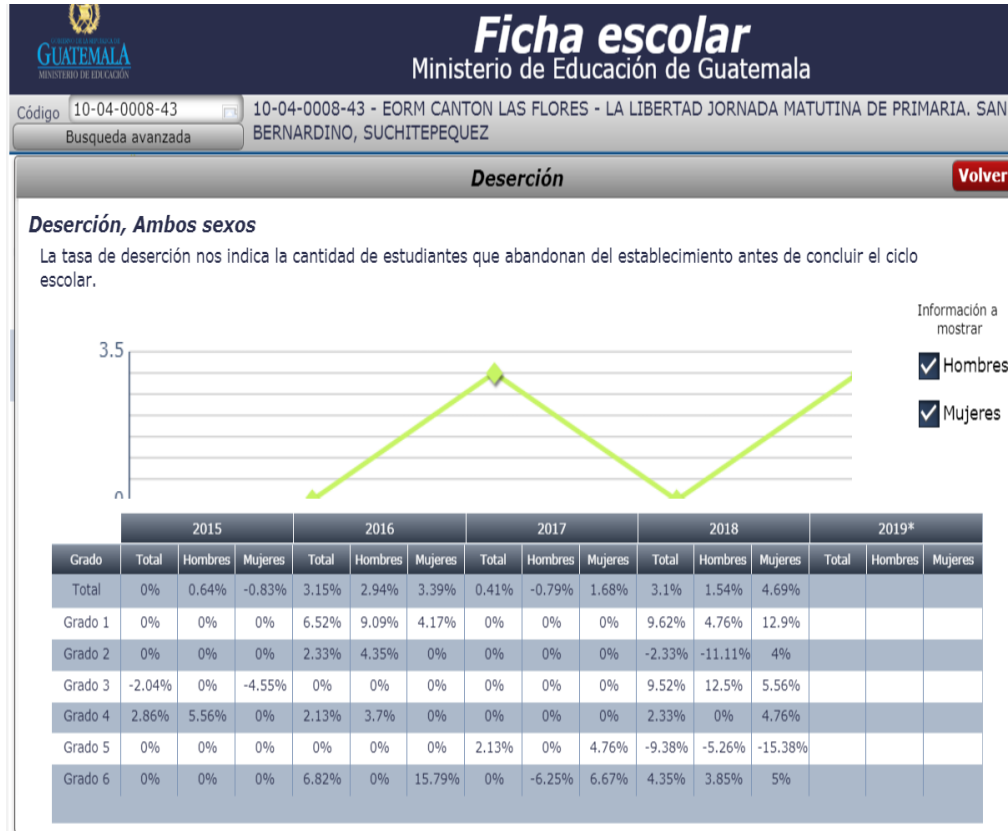 GUATEMALA
MINISTERIO DE EDUCACIÓN
Ficha escolar
Ministerio de Educación de Guatemala
Código 10-04-0008-43
Busqueda avanzada
10-04-0008-43 - EORM CANTON LAS FLORES - LA LIBERTAD JORNADA MATUTINA DE PRIMARIA. SAN
BERNARDINO, SUCHITEPEQUEZ
Deserción
Volver
Deserción, Ambos sexos
La tasa de deserción nos indica la cantidad de estudiantes que abandonan del establecimiento antes de concluir el ciclo
escolar.
Información a
mostrar
Hombres
Mujeres
3.5
0
2015 2016 2017 2018 2019*
Grado Total Hombres Mujeres Total Hombres Mujeres Total Hombres Mujeres Total Hombres Mujeres Total Hombres Mujeres
Total 0% 0.64% -0.83% 3.15% 2.94% 3.39% 0.41% -0.79% 1.68% 3.1% 1.54% 4.69%
Grado 1 0% 0% 0% 6.52% 9.09% 4.17% 0% 0% 0% 9.62% 4.76% 12.9%
Grado 2 0% 0% 0% 2.33% 4.35% 0% 0% 0% 0% -2.33% -11.11% 4%
Grado 3 -2.04% 0% -4.55% 0% 0% 0% 0% 0% 0% 9.52% 12.5% 5.56%
Grado 4 2.86% 5.56% 0% 2.13% 3.7% 0% 0% 0% 0% 2.33% 0% 4.76%
Grado 5 0% 0% 0% 0% 0% 0% 2.13% 0% 4.76% -9.38% -5.26% -15.38%
Grado 6 0% 0% 0% 6.82% 0% 15.79% 0% -6.25% 6.67% 4.35% 3.85% 5%